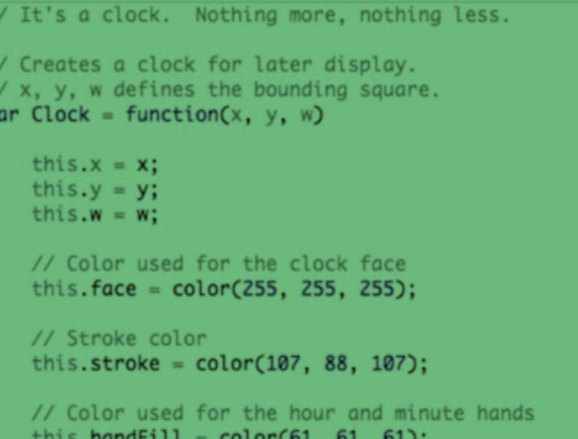 / It's a clock.  Nothing more, nothing less.
/ Creates a clock for later display.
/ x, y, w defines the bounding square.
ar Clock = function(x, y, w)
this.x = x;
this.y = y;
this.w = w;
// Color used for the clock face
this.face = color(255, 255, 255);
// Stroke color
this.stroke = color(107, 88, 107);
// Color used for the hour and minute hands
this.handFill = color(61, 61, 61);